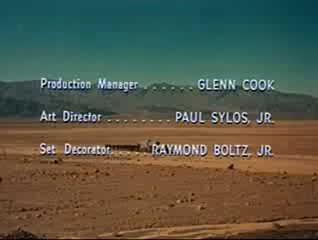 Production Manager . . . . . . GLENN COOK
Art Director . . . . . . . . . PAUL SYLOS, JR.
Set Decorator. . . . . RAYMOND BOLTZ, JR.